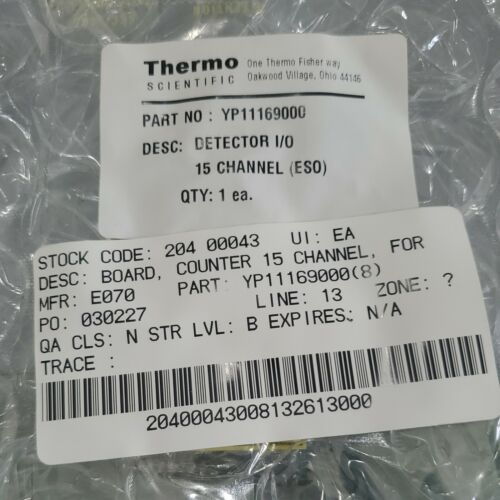 Thermo One Thermo Fisher way
SCIENTIFIC Oakwood Village, Ohio 44146
PART NO : YP11169000
DESC: DETECTOR I/O
15 CHANNEL (ESO)
QTY: 1 ea.
STOCK CODE: 204 00043 UI: EA
DESC: BOARD, COUNTER 15 CHANNEL, FOR
MFR: E070 PART: YP11169000(8)
PO: 030227 LINE: 13 ZONE: ?
QA CLS: N STR LVL: B EXPIRES: N/A
TRACE :
20400043008132613000